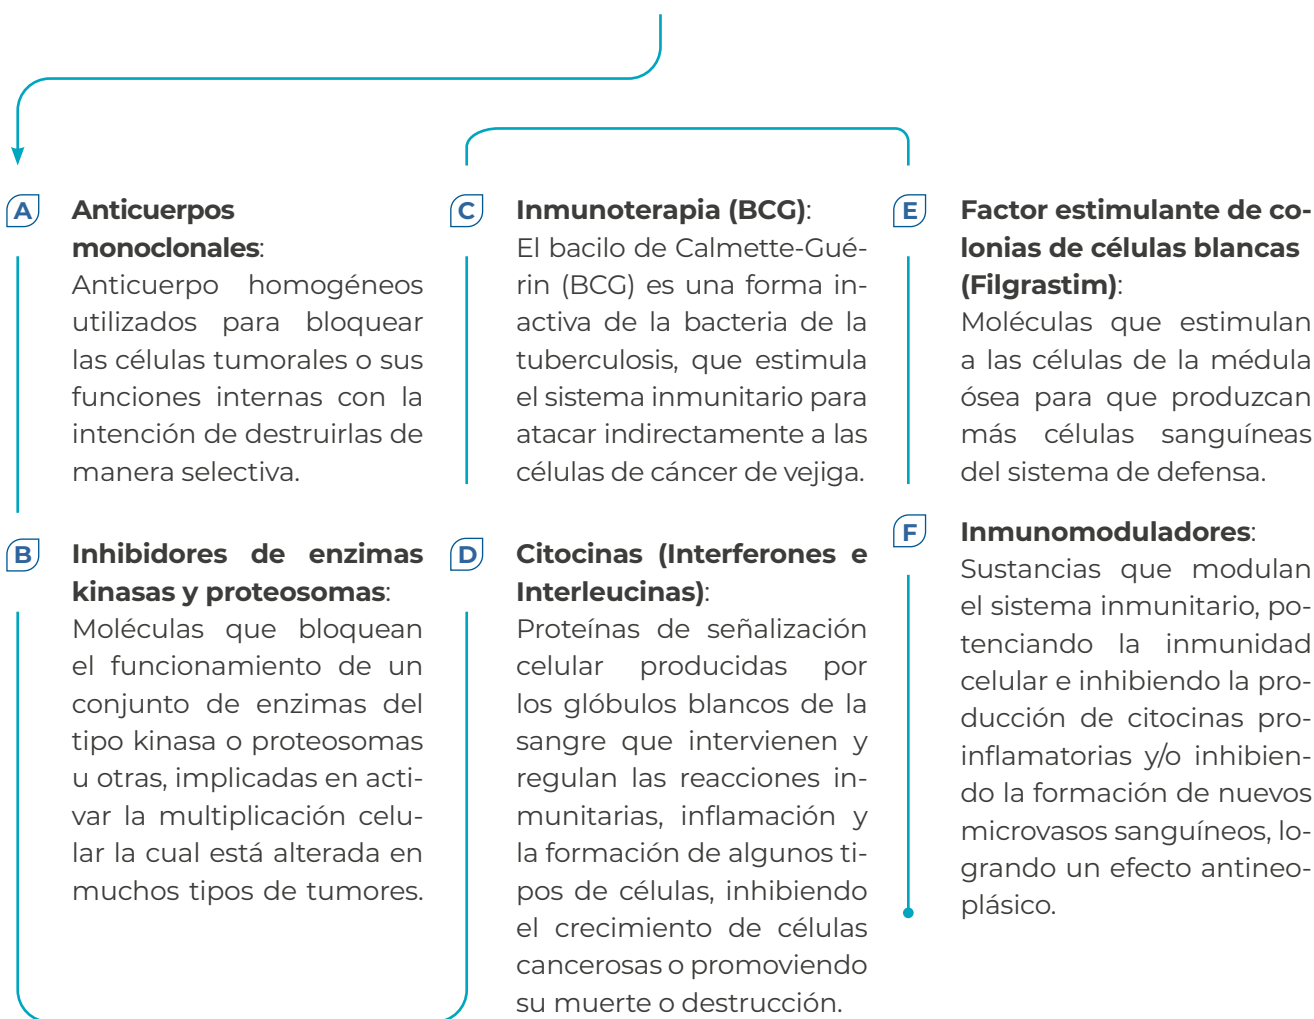 A
Anticuerpos
monoclonales:
Anticuerpo homogéneos
utilizados para bloquear
las células tumorales o sus
funciones internas con la
intención de destruirlas de
manera selectiva.
B
Inhibidores de enzimas
kinasas y proteosomas:
Moléculas que bloquean
el funcionamiento de un
conjunto de enzimas del
tipo kinasa o proteosomas
u otras, implicadas en acti-
var la multiplicación celu-
lar la cual está alterada en
muchos tipos de tumores.
C
Inmunoterapia (BCG):
El bacilo de Calmette-Gué-
rin (BCG) es una forma in-
activa de la bacteria de la
tuberculosis, que estimula
el sistema inmunitario para
atacar indirectamente a las
células de cáncer de vejiga.
D
Citocinas (Interferones e
Interleucinas):
Proteínas de señalización
celular producidas por
los glóbulos blancos de la
sangre que intervienen y
regulan las reacciones in-
munitarias, inflamación y
la formación de algunos ti-
pos de células, inhibiendo
el crecimiento de células
cancerosas o promoviendo
su muerte o destrucción.
E
Factor estimulante de co-
lonias de células blancas
(Filgrastim):
Moléculas que estimulan
a las células de la médula
ósea para que produzcan
más células sanguíneas
del sistema de defensa.
F
Inmunomoduladores:
Sustancias que modulan
el sistema inmunitario, po-
tenciando la inmunidad
celular e inhibiendo la pro-
ducción de citocinas pro-
inflamatorias y/o inhibien-
do la formación de nuevos
microvasos sanguíneos, lo-
grando un efecto antineo-
plásico.